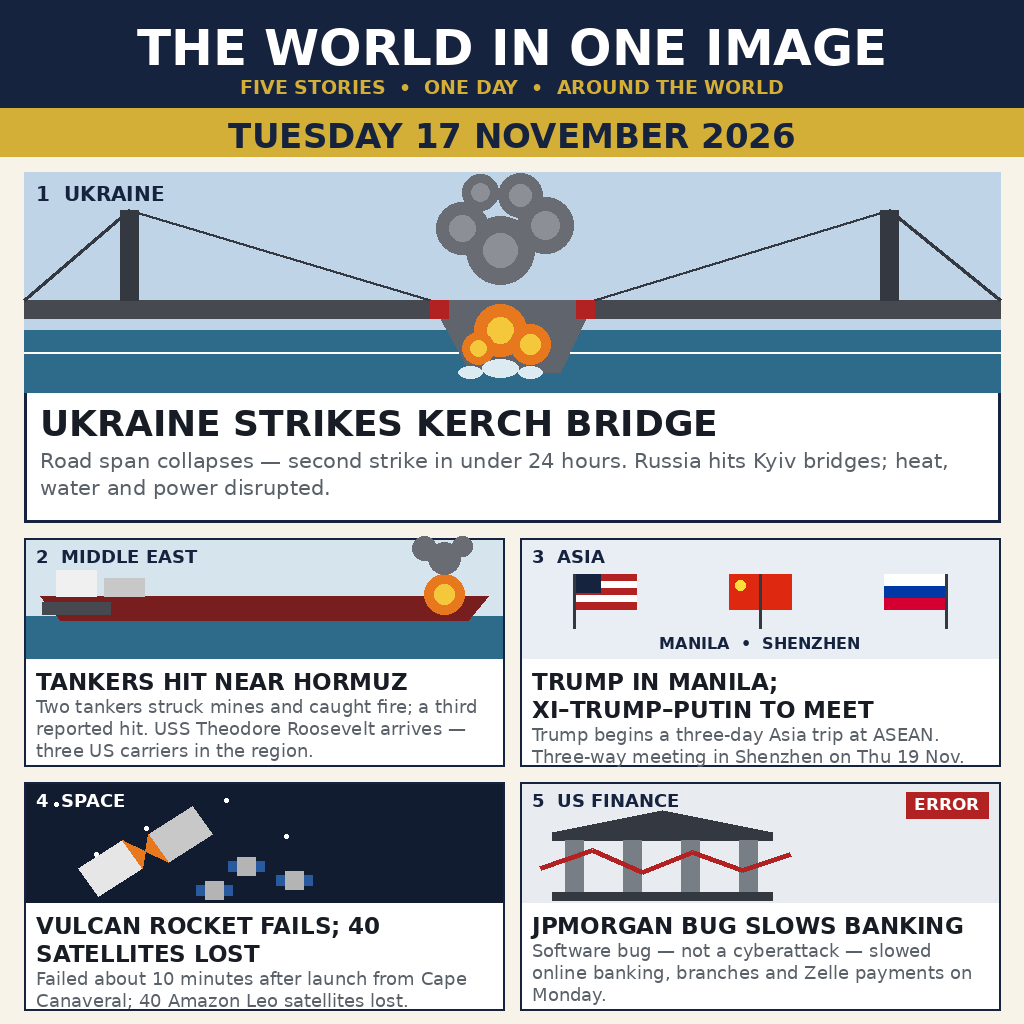 THE WORLD IN ONE IMAGE
FIVE STORIES • ONE DAY • AROUND THE WORLD
TUESDAY 17 NOVEMBER 2026
1 UKRAINE
UKRAINE STRIKES KERCH BRIDGE
Road span collapses — second strike in under 24 hours. Russia hits Kyiv bridges; heat,
water and power disrupted.
2 MIDDLE EAST
TANKERS HIT NEAR HORMUZ
Two tankers struck mines and caught fire; a third
reported hit. USS Theodore Roosevelt arrives —
three US carriers in the region.
3 ASIA
MANILA • SHENZHEN
TRUMP IN MANILA;
XI–TRUMP–PUTIN TO MEET
Trump begins a three-day Asia trip at ASEAN.
Three-way meeting in Shenzhen on Thu 19 Nov.
4 SPACE
VULCAN ROCKET FAILS; 40
SATELLITES LOST
Failed about 10 minutes after launch from Cape
Canaveral; 40 Amazon Leo satellites lost.
5 US FINANCE
ERROR
JPMORGAN BUG SLOWS BANKING
Software bug — not a cyberattack — slowed
online banking, branches and Zelle payments on
Monday.